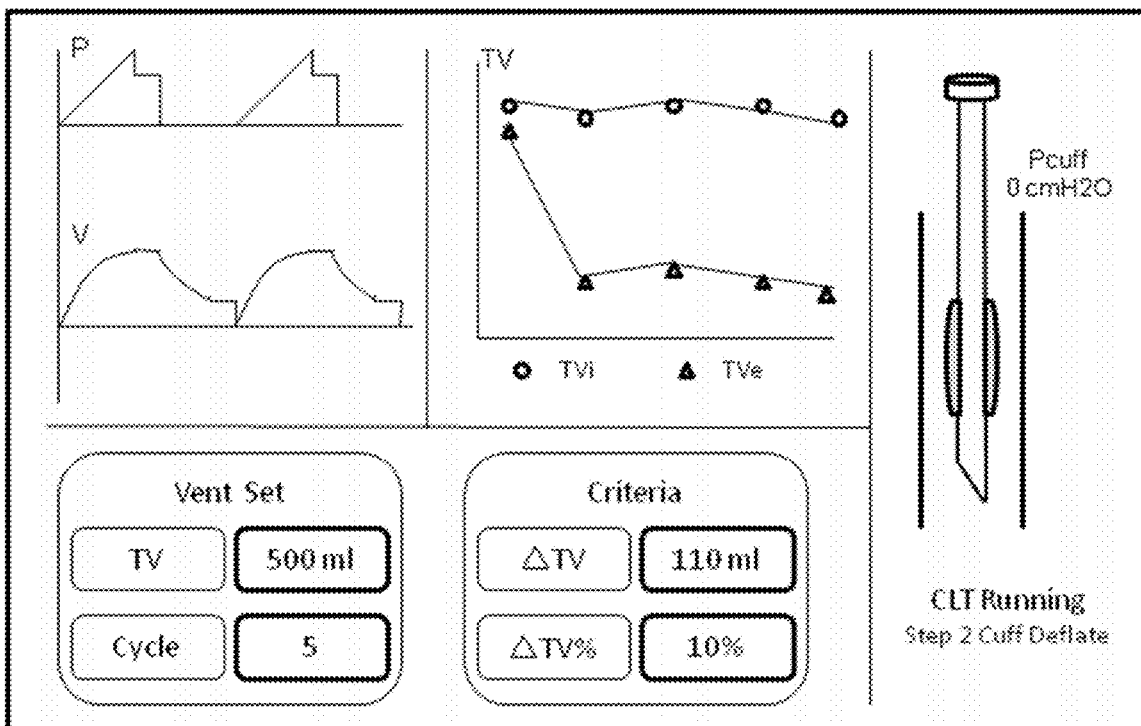 P
V
TV
TVi
TVe
Pcuff
0 cmH2O
Vent Set
TV
500 ml
Cycle
5
Criteria
△TV
110 ml
△TV%
10%
CLT Running
Step 2 Cuff Deflate